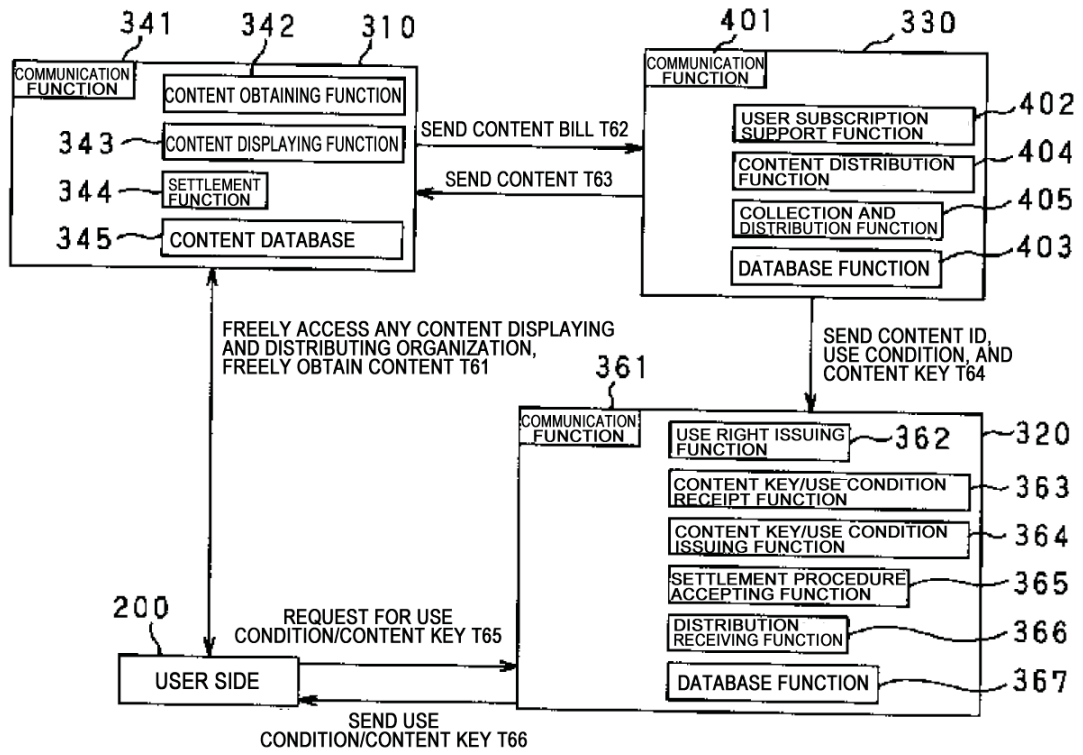 341
342
310
COMMUNICATION
FUNCTION
CONTENT OBTAINING FUNCTION
343
CONTENT DISPLAYING FUNCTION
344
SETTLEMENT
FUNCTION
345
CONTENT DATABASE
SEND CONTENT BILL T62
SEND CONTENT T63
401
330
COMMUNICATION
FUNCTION
402
USER SUBSCRIPTION
SUPPORT FUNCTION
404
CONTENT DISTRIBUTION
FUNCTION
405
COLLECTION AND
DISTRIBUTION FUNCTION
403
DATABASE FUNCTION
FREELY ACCESS ANY CONTENT DISPLAYING
AND DISTRIBUTING ORGANIZATION,
FREELY OBTAIN CONTENT T61
SEND CONTENT ID,
USE CONDITION, AND
CONTENT KEY T64
361
COMMUNICATION
FUNCTION
320
USE RIGHT ISSUING
FUNCTION
362
CONTENT KEY/USE CONDITION
RECEIPT FUNCTION
363
CONTENT KEY/USE CONDITION
ISSUING FUNCTION
364
SETTLEMENT PROCEDURE
ACCEPTING FUNCTION
365
DISTRIBUTION
RECEIVING FUNCTION
366
DATABASE FUNCTION
367
200
USER SIDE
REQUEST FOR USE
CONDITION/CONTENT KEY T65
SEND USE
CONDITION/CONTENT KEY T66